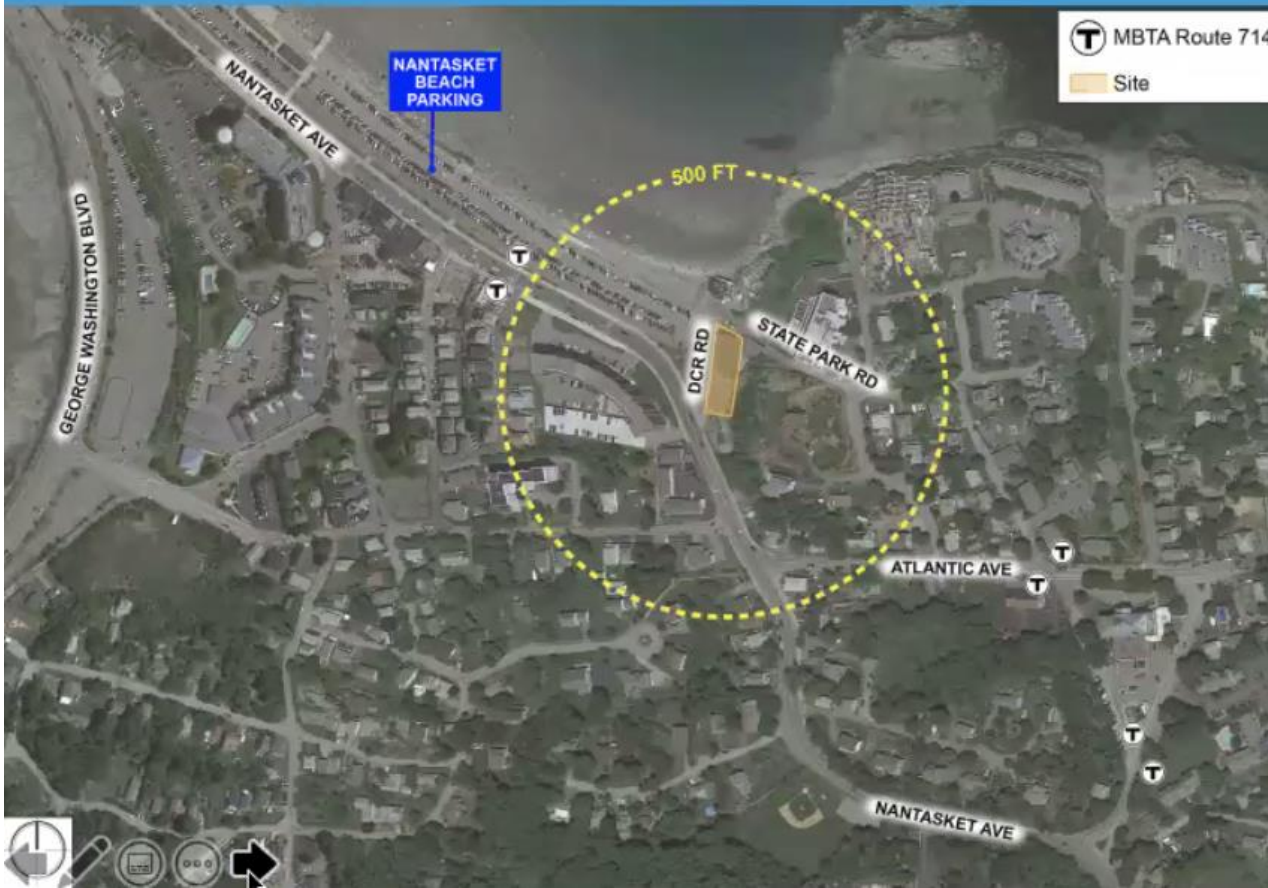 T MBTA Route 714
Site
NANTASKET
BEACH
PARKING
NANTASKET AVE
500 FT
GEORGE WASHINGTON BLVD
T
T
DCR RD
STATE PARK RD
ATLANTIC AVE
T
T
T
T
NANTASKET AVE